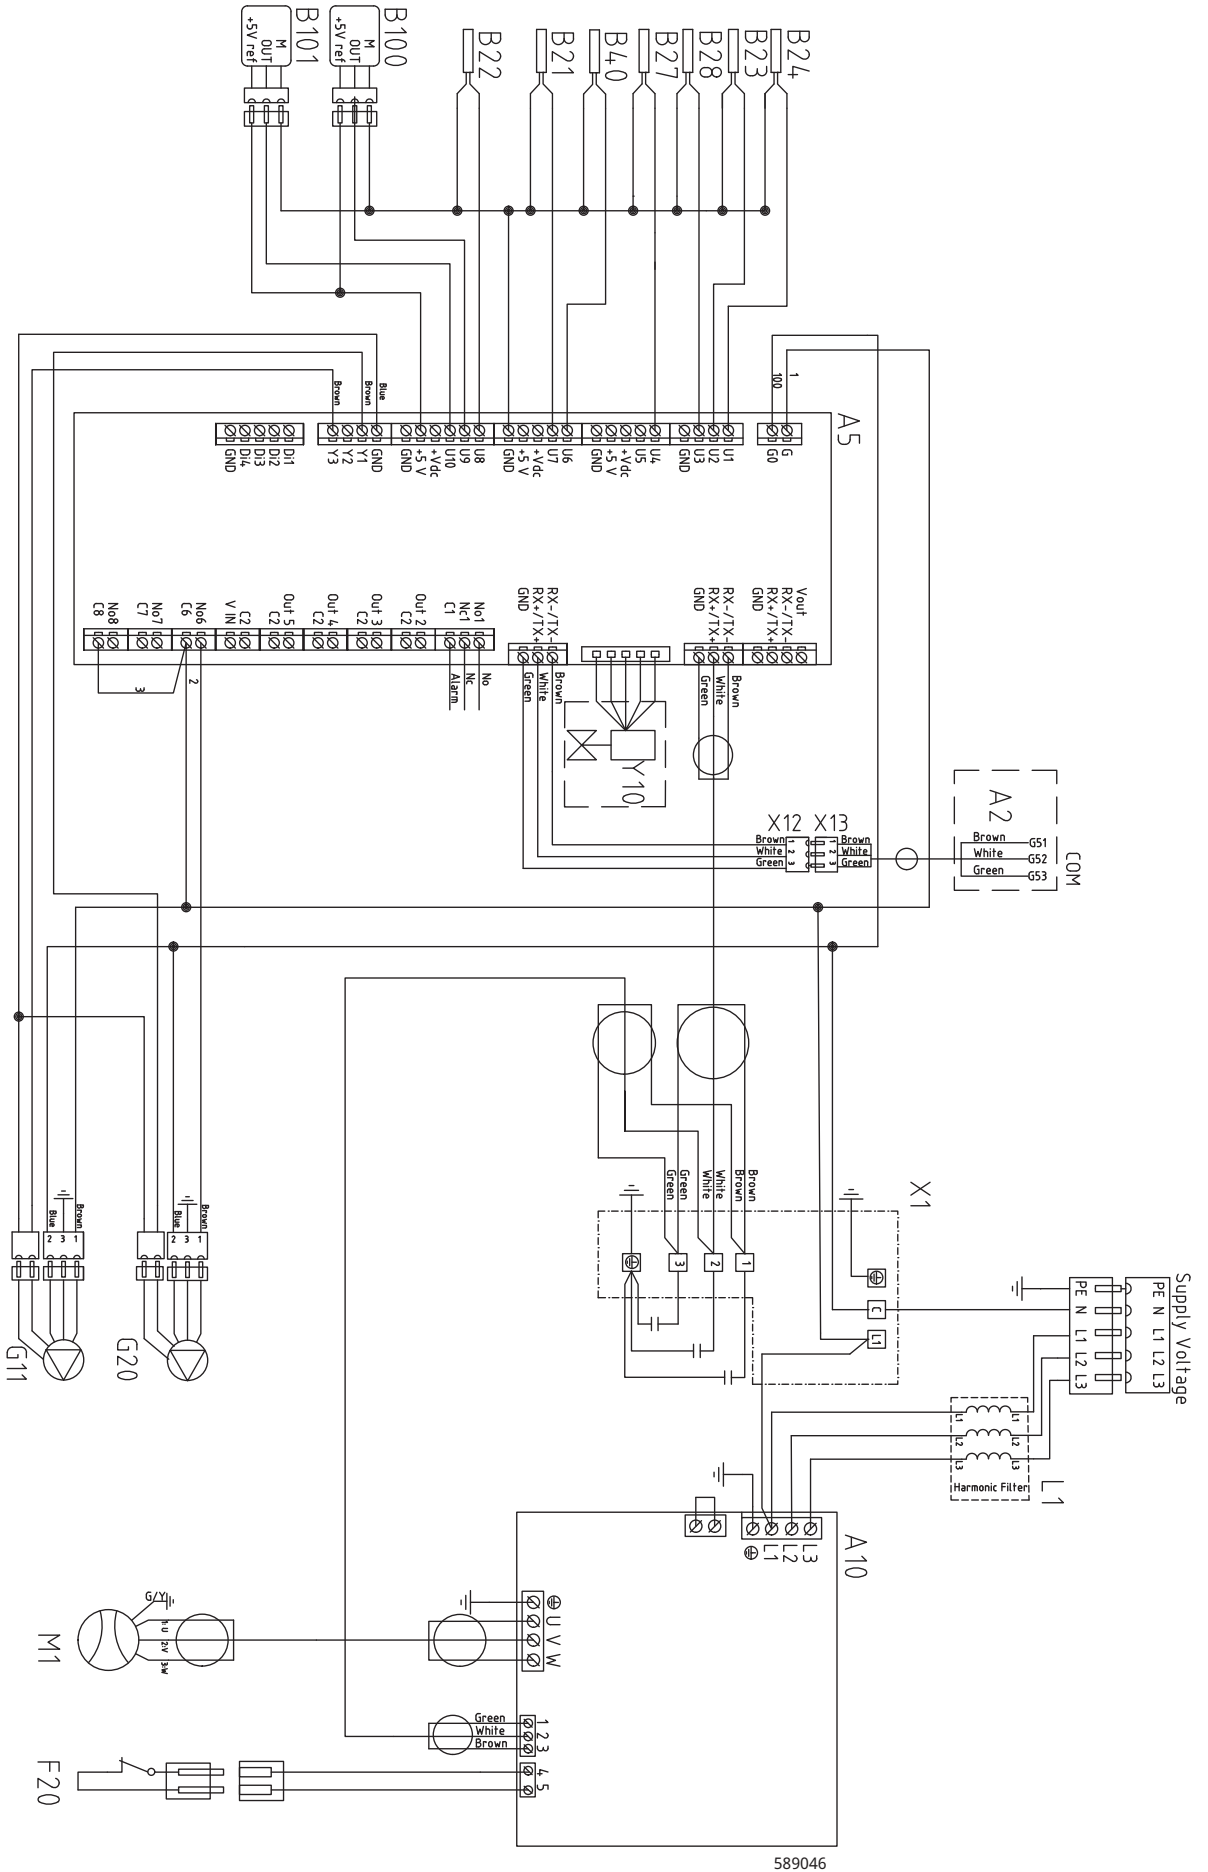 B101
M
OUT
+5V ref
B100
M
OUT
+5V ref
B22
B21
B40
B27
B28
B23
B24
1
100
Blue
Brown
Brown
A5
G
G0
U1
U2
U3
GND
U4
U5
+Vdc
+5 V
GND
U6
U7
+Vdc
+5 V
GND
U8
U9
U10
+Vdc
+5 V
GND
GND
Y1
Y2
Y3
Di1
Di2
Di3
Di4
GND
Vout
RX-/TX-
RX+/TX+
GND
RX-/TX-
RX+/TX+
GND
RX-/TX-
RX+/TX+
GND
No1
Nc1
C1
Out 2
C2
Out 3
C2
Out 4
C2
Out 5
C2
C2
V IN
No6
C6
No7
C7
No8
C8
Brown
White
Green
Brown
White
Green
No
Nc
Alarm
2
3
Y10
A2
Brown
White
Green
G51
G52
G53
COM
X12
X13
Brown
White
Green
1
2
3
1
2
3
Brown
White
Green
Brown
Brown
White
White
Green
Green
X1
1
2
3
C
L1
Supply Voltage
PE N L1 L2 L3
PE N L1 L2 L3
L1
L1
L1
L2
L2
L3
L3
Harmonic Filter
Brown
Blue
1
3
2
G11
Brown
Blue
1
3
2
G20
A10
L3
L2
L1
U
V
W
G/Y
1:U
2:V
3:W
M1
Green
White
Brown
1
2
3
4
5
F20
589046